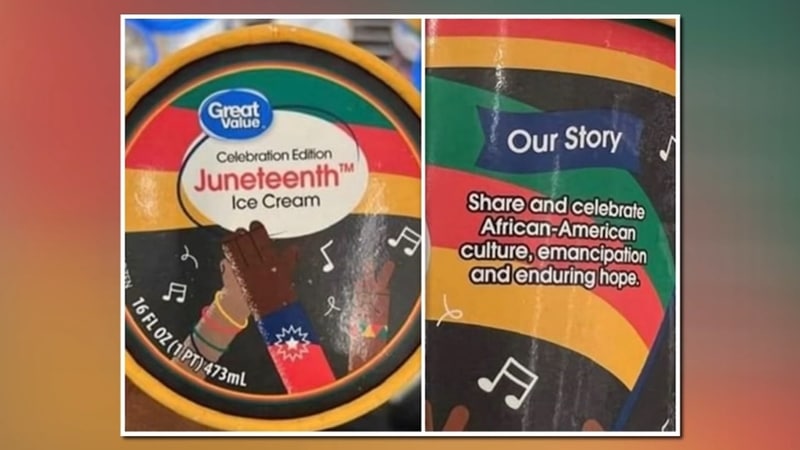 Great
Value
Celebration Edition
Juneteenth™
Ice Cream
16 FL OZ (1 PT) 473mL
Our Story
Share and celebrate
African-American
culture, emancipation
and enduring hope.